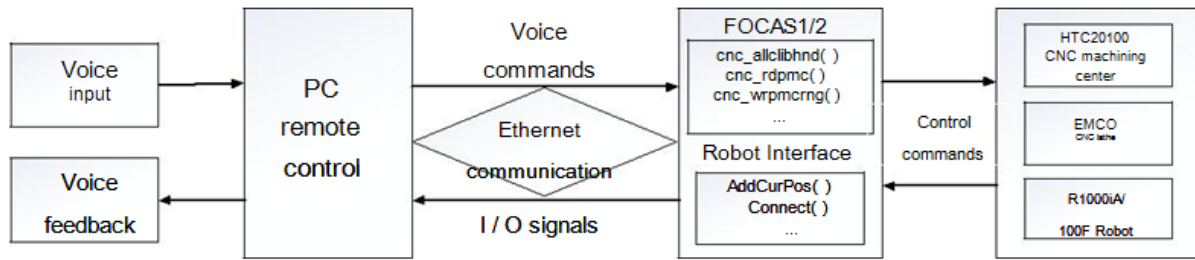 Voice
input
Voice
feedback
PC
remote
control
Voice
commands
Ethernet
communication
I / O signals
FOCAS1/2
cnc_allclibhnd( )
cnc_rdpmc( )
cnc_wrpmcrng( )
...
Robot Interface
AddCurPos( )
Connect( )
...
Control
commands
HTC20100
CNC machining
center
EMCO
CNC lathe
R1000iA/
100F Robot